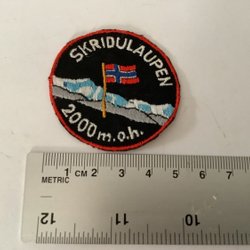 SKRIDULAUPEN
2000 m.o.h.
METRIC 1 CM 2 3 4 5 6 7
12 11 10